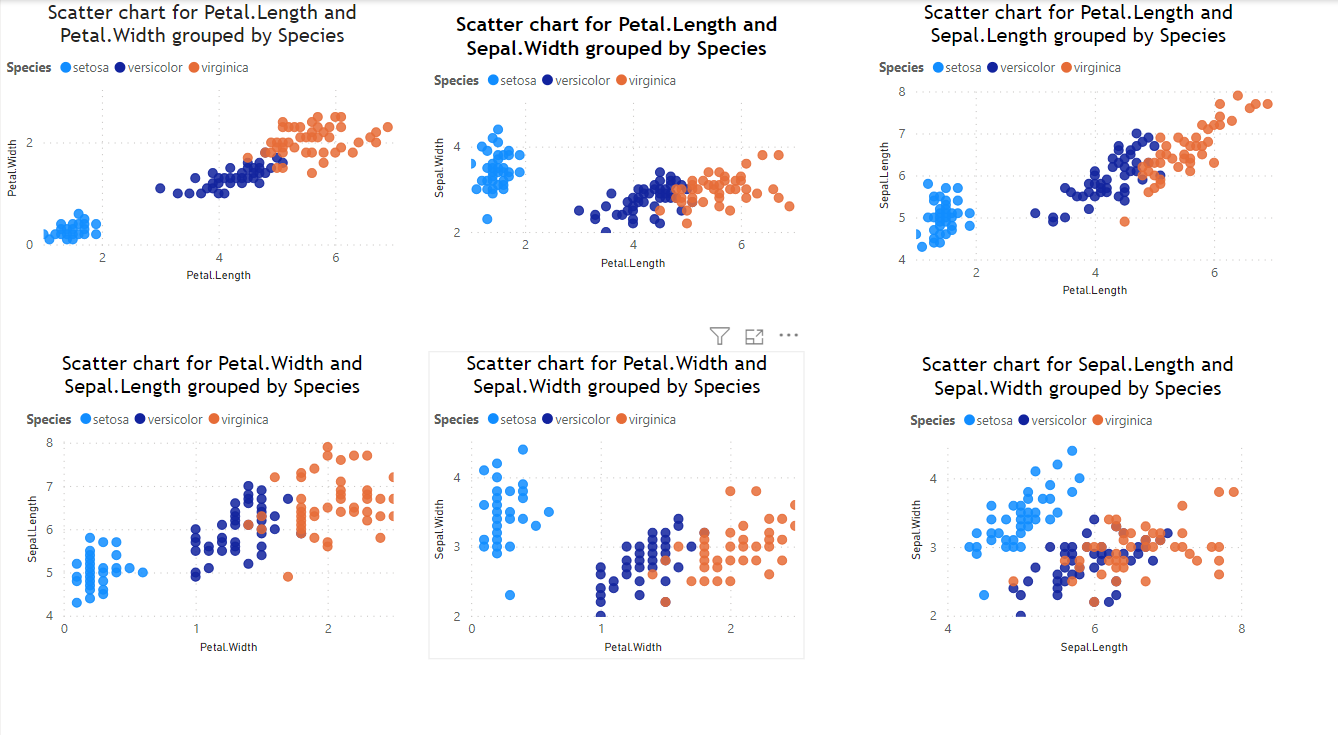 Scatter chart for Petal.Length and
Petal.Width grouped by Species
Species setosa versicolor virginica
2
0
Petal.Width
2 4 6
Petal.Length
Scatter chart for Petal.Length and
Sepal.Width grouped by Species
Species setosa versicolor virginica
4
2
Sepal.Width
2 4 6
Petal.Length
Scatter chart for Petal.Length and
Sepal.Length grouped by Species
Species setosa versicolor virginica
8
7
6
5
4
Sepal.Length
2 4 6
Petal.Length
Scatter chart for Petal.Width and
Sepal.Length grouped by Species
Species setosa versicolor virginica
8
7
6
5
4
Sepal.Length
0 1 2
Petal.Width
Scatter chart for Petal.Width and
Sepal.Width grouped by Species
Species setosa versicolor virginica
4
3
2
Sepal.Width
0 1 2
Petal.Width
Scatter chart for Sepal.Length and
Sepal.Width grouped by Species
Species setosa versicolor virginica
4
3
2
Sepal.Width
4 6 8
Sepal.Length